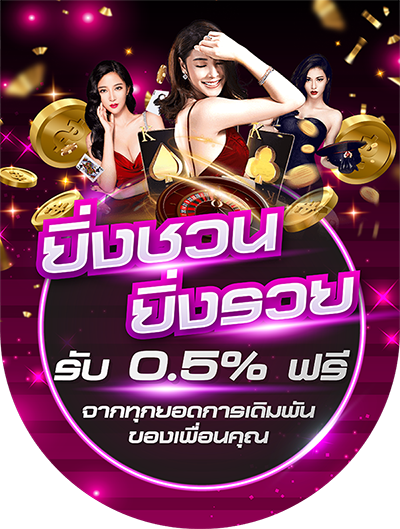 ยิ่งชวน
ยิ่งรวย
รับ 0.5% ฟรี
จากทุกยอดการเดิมพัน
ของเพื่อนคุณ